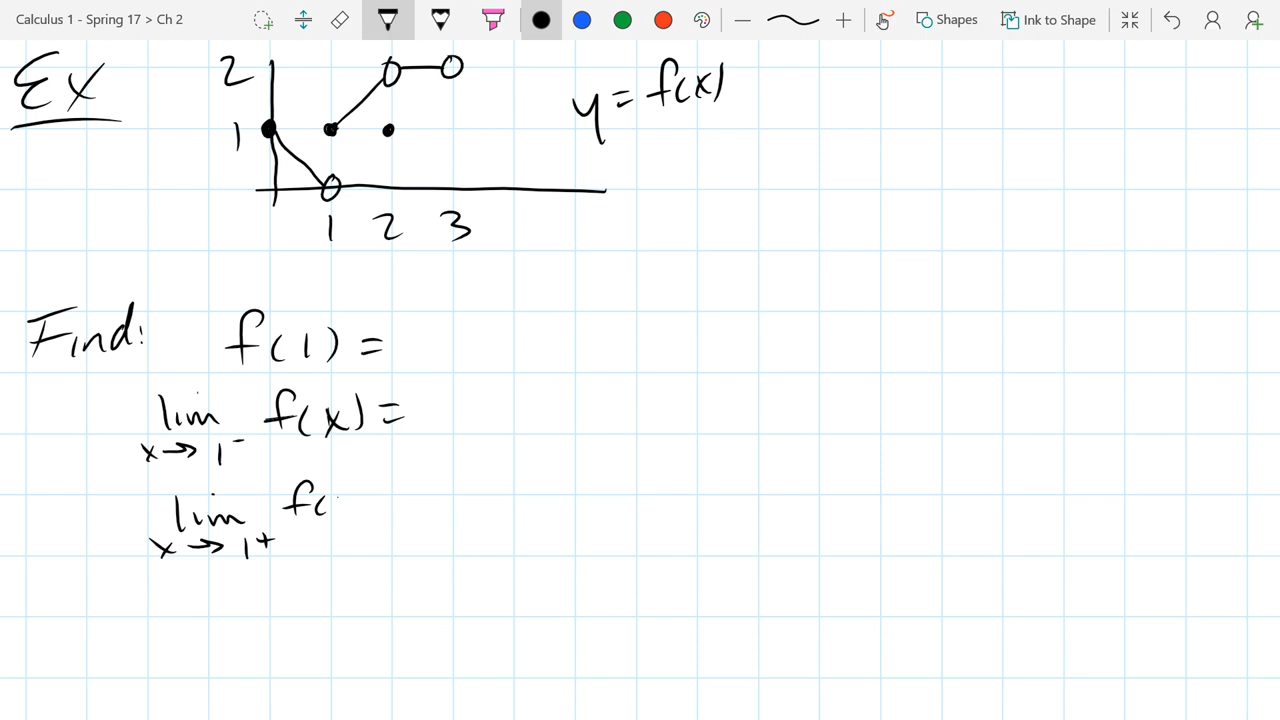 Calculus 1 - Spring 17 > Ch 2
Shapes
Ink to Shape
Ex
2
1
y = f(x)
1 2 3
Find: f(1) =
lim f(x) =
x → 1⁻
lim f(
x → 1⁺